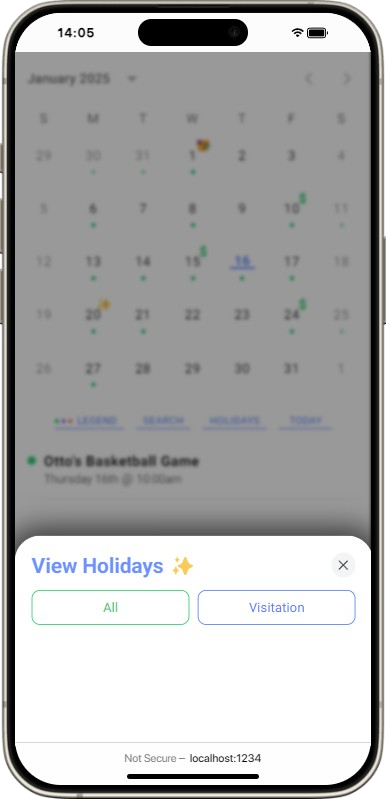 14:05
January 2025
S M T W T F S
29 30 31 1 2 3 4
5 6 7 8 9 10 $ 11
12 13 14 15 $ 16 17 18
19 20 21 22 23 24 $ 25
26 27 28 29 30 31 1
LEGEND SEARCH HOLIDAYS TODAY
Otto's Basketball Game
Thursday 16th @ 10:00am
View Holidays ✨
All Visitation
Not Secure — localhost:1234